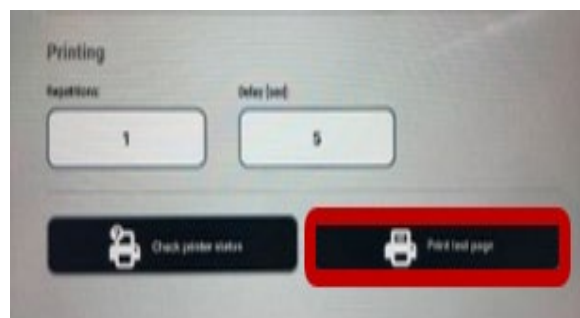 Printing
Repetitions: Delay [sec]:
1 5
Check printer status Print test page